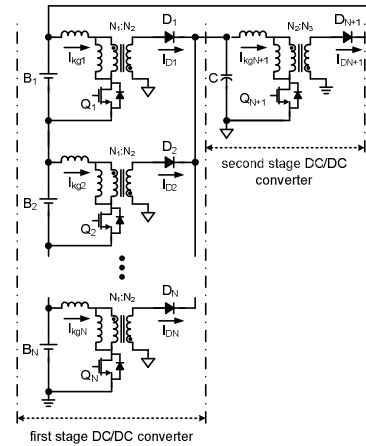 N₁:N₂ D₁ N₂:N₃ D_N+1
I_kg1 I_D1 I_kgN+1 I_DN+1
B₁ Q₁ C Q_N+1
N₁:N₂ D₂
I_kg2 I_D2
second stage DC/DC
converter
B₂ Q₂
N₁:N₂ D_N
I_kgN I_DN
B_N Q_N
first stage DC/DC converter